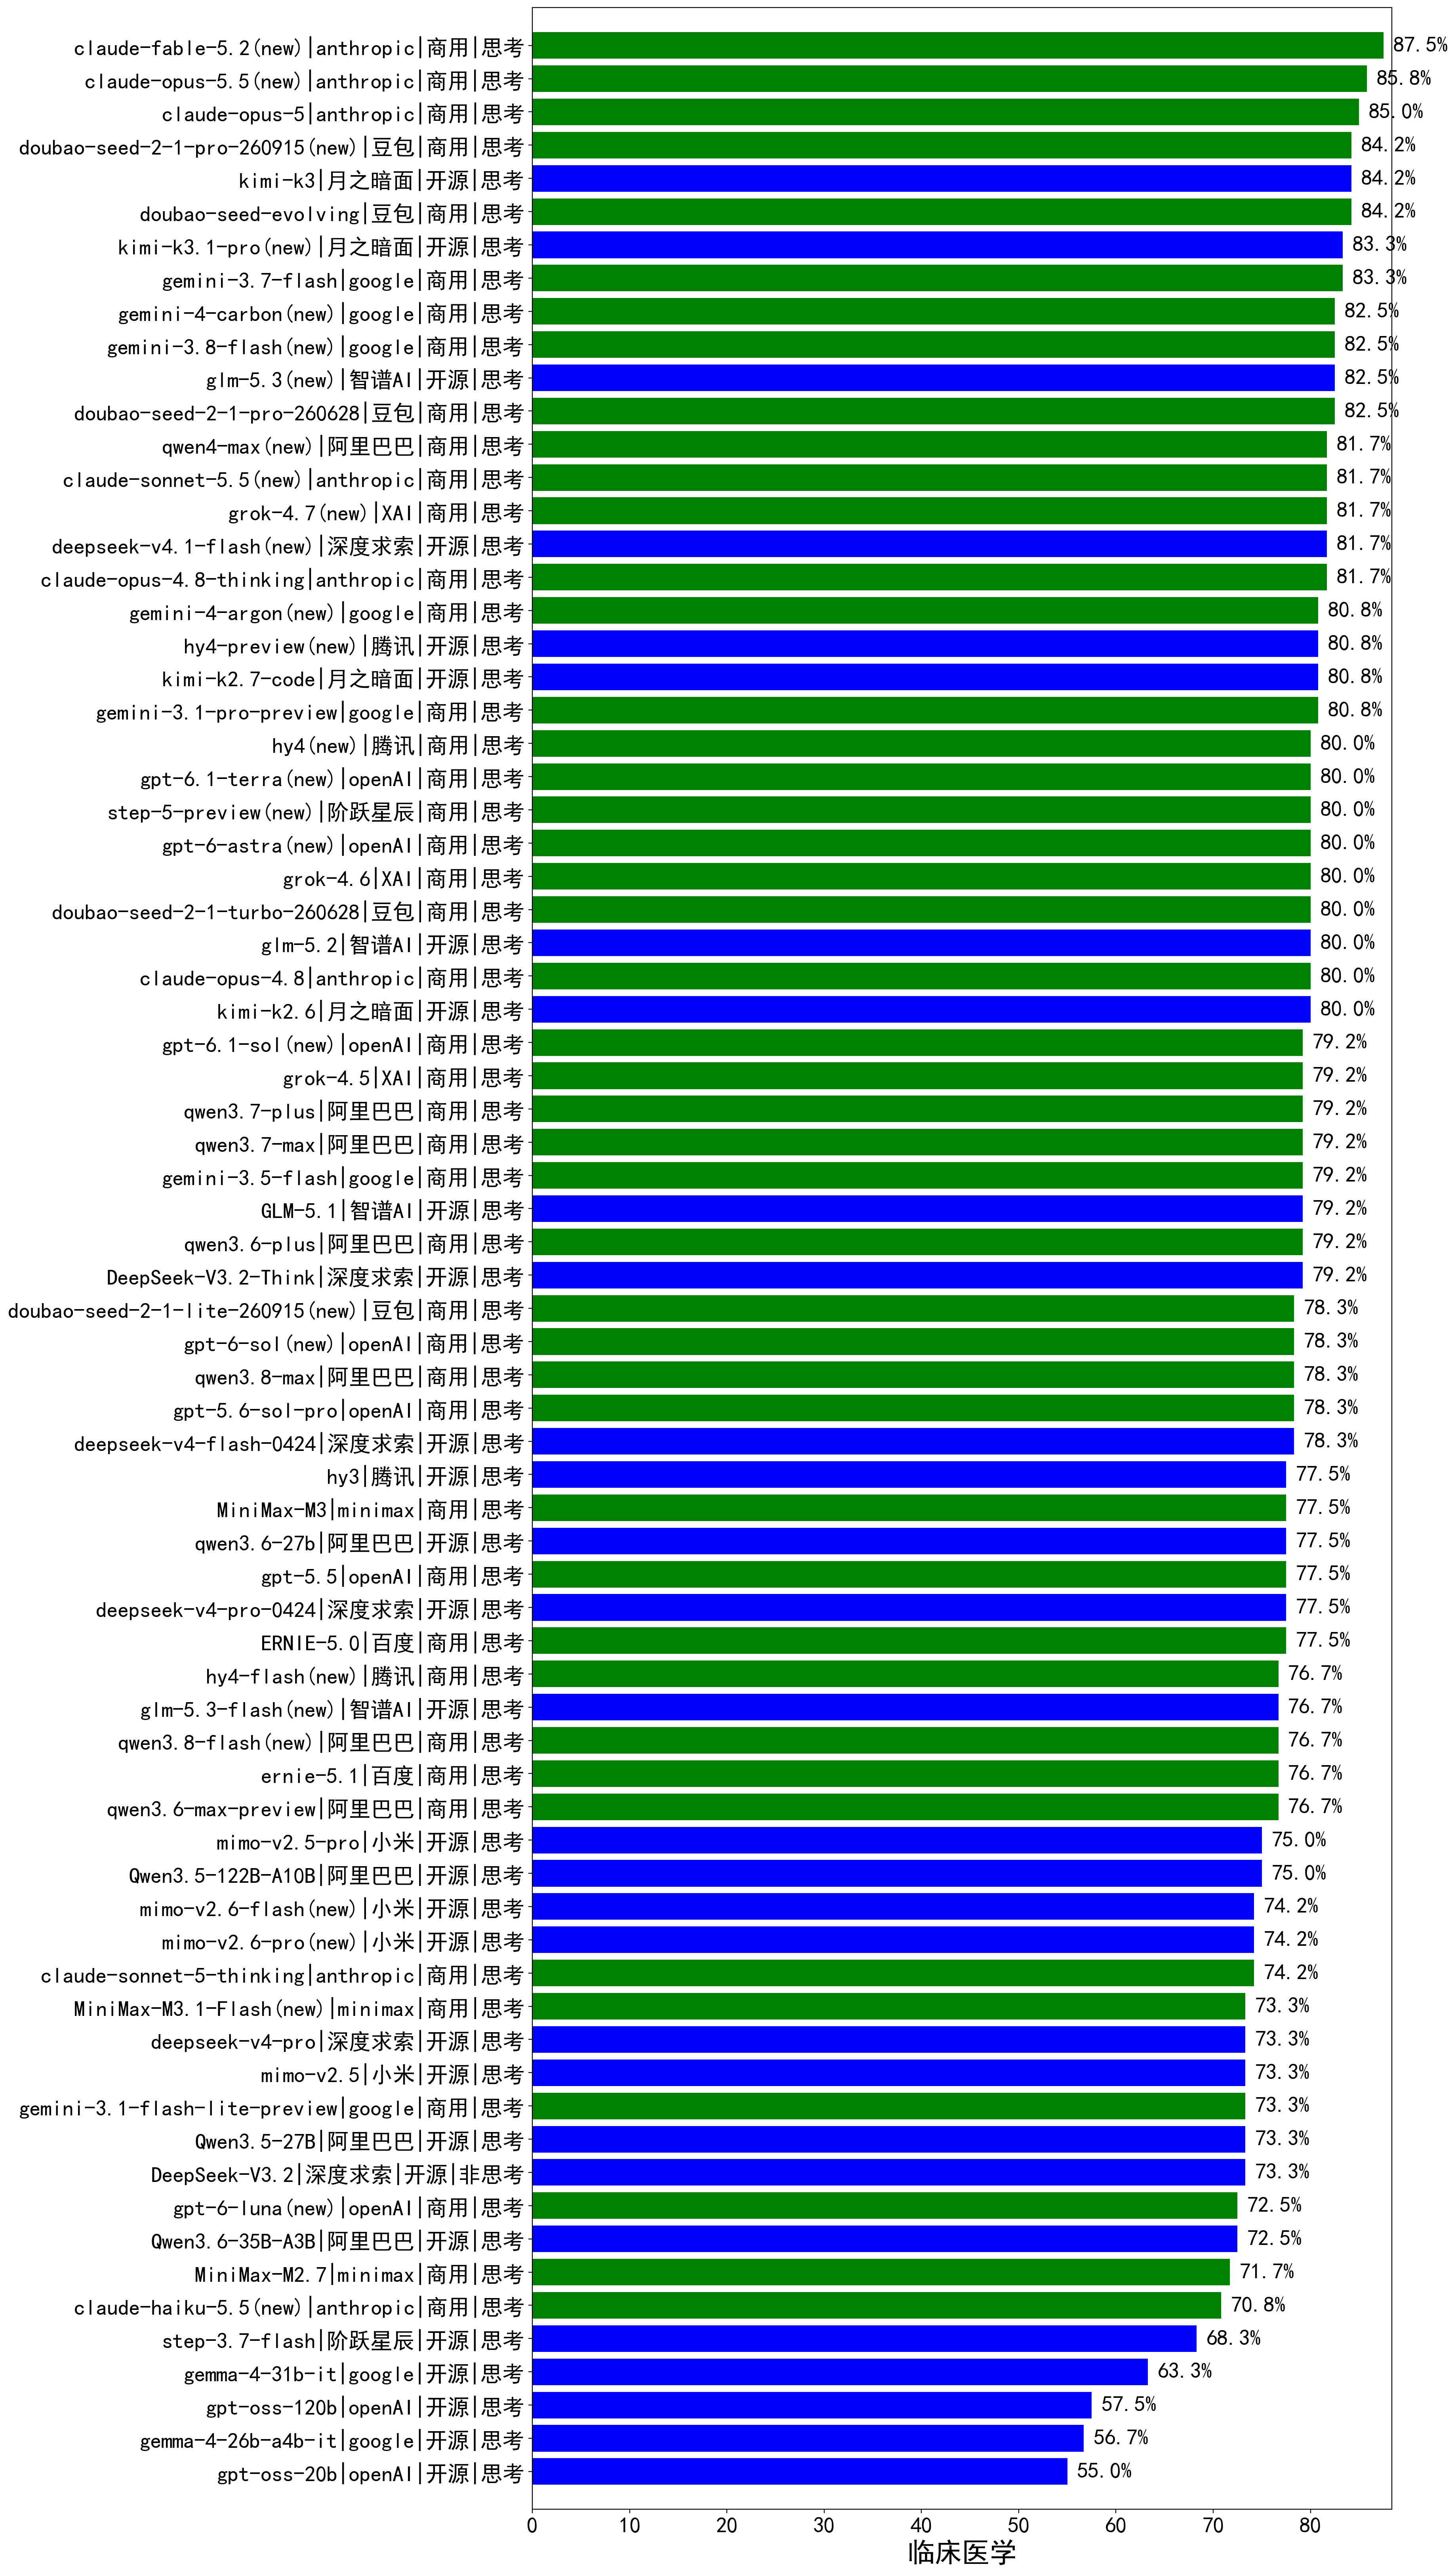 claude-fable-5.2(new)|anthropic|商用|思考 87.5%
claude-opus-5.5(new)|anthropic|商用|思考 85.8%
claude-opus-5|anthropic|商用|思考 85.0%
doubao-seed-2-1-pro-260915(new)|豆包|商用|思考 84.2%
kimi-k3|月之暗面|开源|思考 84.2%
doubao-seed-evolving|豆包|商用|思考 84.2%
kimi-k3.1-pro(new)|月之暗面|开源|思考 83.3%
gemini-3.7-flash|google|商用|思考 83.3%
gemini-4-carbon(new)|google|商用|思考 82.5%
gemini-3.8-flash(new)|google|商用|思考 82.5%
glm-5.3(new)|智谱AI|开源|思考 82.5%
doubao-seed-2-1-pro-260628|豆包|商用|思考 82.5%
qwen4-max(new)|阿里巴巴|商用|思考 81.7%
claude-sonnet-5.5(new)|anthropic|商用|思考 81.7%
grok-4.7(new)|XAI|商用|思考 81.7%
deepseek-v4.1-flash(new)|深度求索|开源|思考 81.7%
claude-opus-4.8-thinking|anthropic|商用|思考 81.7%
gemini-4-argon(new)|google|商用|思考 80.8%
hy4-preview(new)|腾讯|开源|思考 80.8%
kimi-k2.7-code|月之暗面|开源|思考 80.8%
gemini-3.1-pro-preview|google|商用|思考 80.8%
hy4(new)|腾讯|商用|思考 80.0%
gpt-6.1-terra(new)|openAI|商用|思考 80.0%
step-5-preview(new)|阶跃星辰|商用|思考 80.0%
gpt-6-astra(new)|openAI|商用|思考 80.0%
grok-4.6|XAI|商用|思考 80.0%
doubao-seed-2-1-turbo-260628|豆包|商用|思考 80.0%
glm-5.2|智谱AI|开源|思考 80.0%
claude-opus-4.8|anthropic|商用|思考 80.0%
kimi-k2.6|月之暗面|开源|思考 80.0%
gpt-6.1-sol(new)|openAI|商用|思考 79.2%
grok-4.5|XAI|商用|思考 79.2%
qwen3.7-plus|阿里巴巴|商用|思考 79.2%
qwen3.7-max|阿里巴巴|商用|思考 79.2%
gemini-3.5-flash|google|商用|思考 79.2%
GLM-5.1|智谱AI|开源|思考 79.2%
qwen3.6-plus|阿里巴巴|商用|思考 79.2%
DeepSeek-V3.2-Think|深度求索|开源|思考 79.2%
doubao-seed-2-1-lite-260915(new)|豆包|商用|思考 78.3%
gpt-6-sol(new)|openAI|商用|思考 78.3%
qwen3.8-max|阿里巴巴|商用|思考 78.3%
gpt-5.6-sol-pro|openAI|商用|思考 78.3%
deepseek-v4-flash-0424|深度求索|开源|思考 78.3%
hy3|腾讯|开源|思考 77.5%
MiniMax-M3|minimax|商用|思考 77.5%
qwen3.6-27b|阿里巴巴|开源|思考 77.5%
gpt-5.5|openAI|商用|思考 77.5%
deepseek-v4-pro-0424|深度求索|开源|思考 77.5%
ERNIE-5.0|百度|商用|思考 77.5%
hy4-flash(new)|腾讯|商用|思考 76.7%
glm-5.3-flash(new)|智谱AI|开源|思考 76.7%
qwen3.8-flash(new)|阿里巴巴|商用|思考 76.7%
ernie-5.1|百度|商用|思考 76.7%
qwen3.6-max-preview|阿里巴巴|商用|思考 76.7%
mimo-v2.5-pro|小米|开源|思考 75.0%
Qwen3.5-122B-A10B|阿里巴巴|开源|思考 75.0%
mimo-v2.6-flash(new)|小米|开源|思考 74.2%
mimo-v2.6-pro(new)|小米|开源|思考 74.2%
claude-sonnet-5-thinking|anthropic|商用|思考 74.2%
MiniMax-M3.1-Flash(new)|minimax|商用|思考 73.3%
deepseek-v4-pro|深度求索|开源|思考 73.3%
mimo-v2.5|小米|开源|思考 73.3%
gemini-3.1-flash-lite-preview|google|商用|思考 73.3%
Qwen3.5-27B|阿里巴巴|开源|思考 73.3%
DeepSeek-V3.2|深度求索|开源|非思考 73.3%
gpt-6-luna(new)|openAI|商用|思考 72.5%
Qwen3.6-35B-A3B|阿里巴巴|开源|思考 72.5%
MiniMax-M2.7|minimax|商用|思考 71.7%
claude-haiku-5.5(new)|anthropic|商用|思考 70.8%
step-3.7-flash|阶跃星辰|开源|思考 68.3%
gemma-4-31b-it|google|开源|思考 63.3%
gpt-oss-120b|openAI|开源|思考 57.5%
gemma-4-26b-a4b-it|google|开源|思考 56.7%
gpt-oss-20b|openAI|开源|思考 55.0%
0 10 20 30 40 50 60 70 80
临床医学